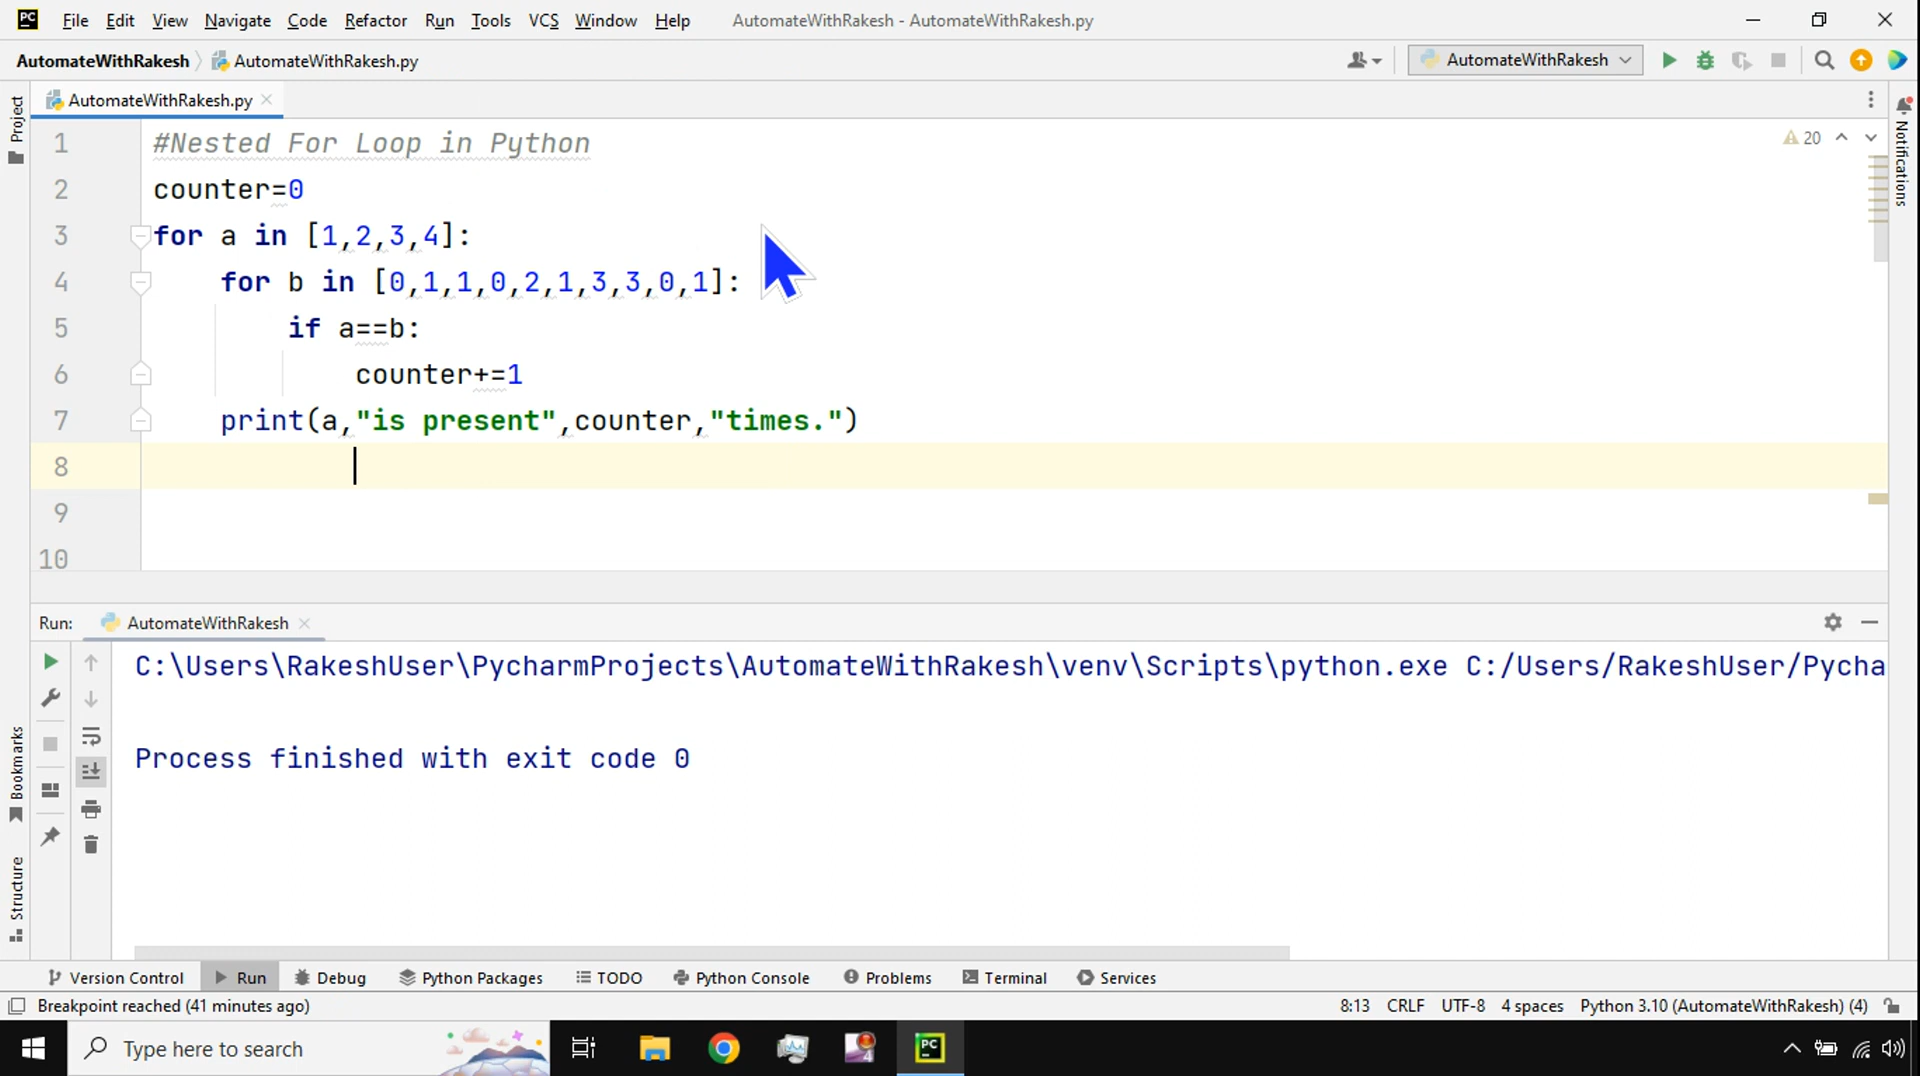 PC File Edit View Navigate Code Refactor Run Tools VCS Window Help AutomateWithRakesh - AutomateWithRakesh.py
AutomateWithRakesh AutomateWithRakesh.py AutomateWithRakesh
Project
AutomateWithRakesh.py
Notifications
20
1 #Nested For Loop in Python
2 counter=0
3 for a in [1,2,3,4]:
4 for b in [0,1,1,0,2,1,3,3,0,1]:
5 if a==b:
6 counter+=1
7 print(a,"is present",counter,"times.")
8
9
10
Run: AutomateWithRakesh
C:\Users\RakeshUser\PycharmProjects\AutomateWithRakesh\venv\Scripts\python.exe C:/Users/RakeshUser/Pycha
Process finished with exit code 0
Bookmarks
Structure
Version Control Run Debug Python Packages TODO Python Console Problems Terminal Services
Breakpoint reached (41 minutes ago) 8:13 CRLF UTF-8 4 spaces Python 3.10 (AutomateWithRakesh) (4)
Type here to search 4 PC